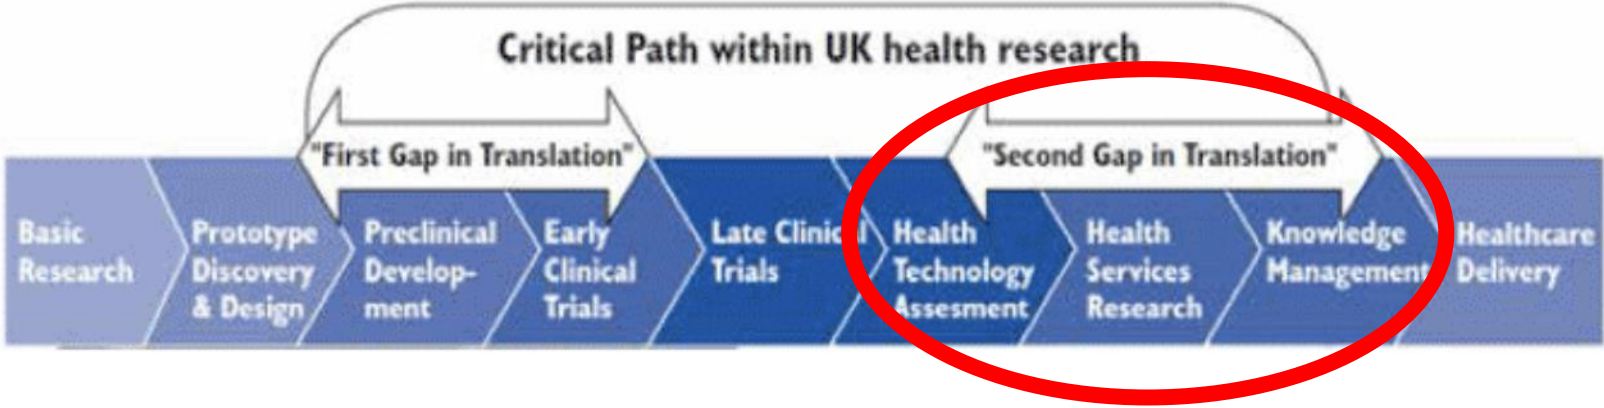 Critical Path within UK health research
"First Gap in Translation"
"Second Gap in Translation"
Basic
Research
Prototype
Discovery
& Design
Preclinical
Develop-
ment
Early
Clinical
Trials
Late Clinical
Trials
Health
Technology
Assesment
Health
Services
Research
Knowledge
Management
Healthcare
Delivery